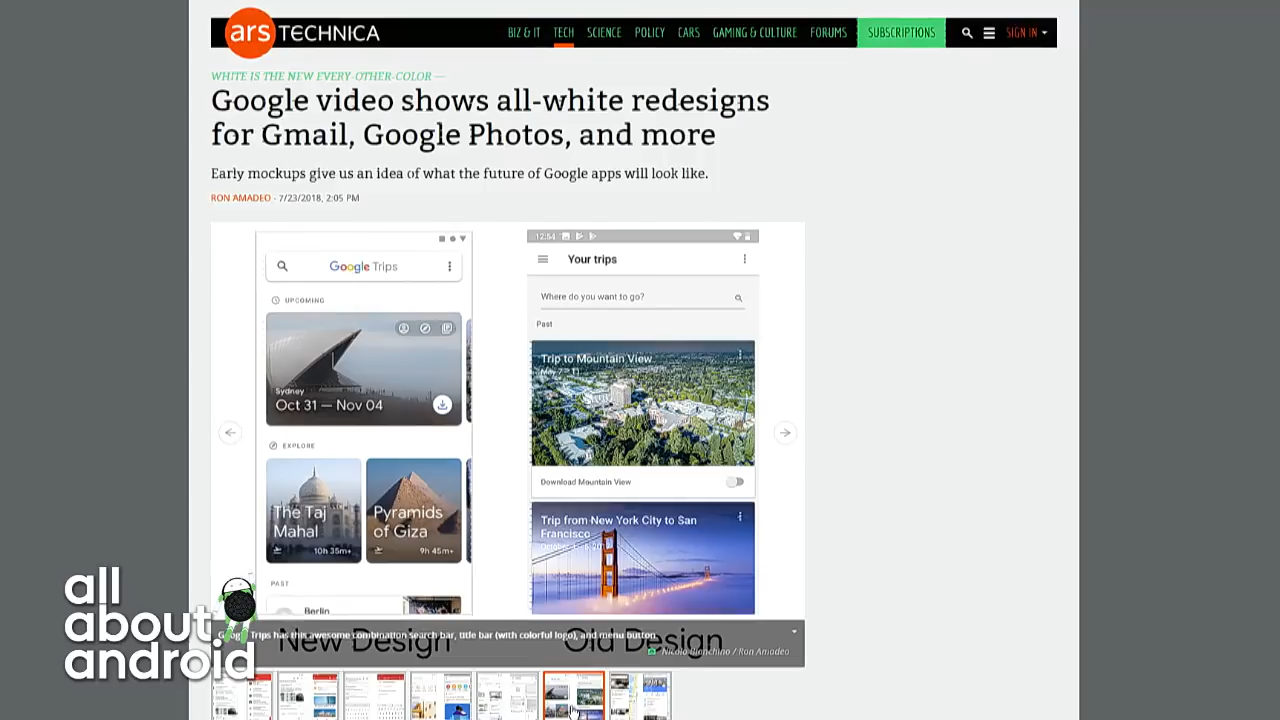 ars TECHNICA
BIZ & IT TECH SCIENCE POLICY CARS GAMING & CULTURE FORUMS SUBSCRIPTIONS SIGN IN
WHITE IS THE NEW EVERY-OTHER-COLOR —
Google video shows all-white redesigns
for Gmail, Google Photos, and more
Early mockups give us an idea of what the future of Google apps will look like.
RON AMADEO - 7/23/2018, 2:05 PM
Google Trips
UPCOMING
Sydney
Oct 31 — Nov 04
EXPLORE
The Taj
Mahal
10h 35m+
Pyramids
of Giza
9h 45m+
PAST
Berlin
12:54
Your trips
Where do you want to go?
Past
Trip to Mountain View
Download Mountain View
Trip from New York City to San
Francisco
Google Trips has this awesome combination search bar, title bar (with colorful logo), and menu button.
New Design
Old Design
Nicolo Bianchino / Ron Amadeo
all
about
android